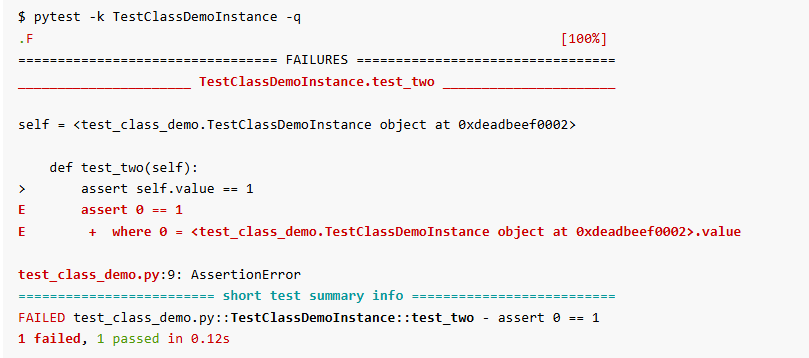 $ pytest -k TestClassDemoInstance -q
.F                                                                   [100%]
================================= FAILURES =================================
______________________ TestClassDemoInstance.test_two ______________________
self = <test_class_demo.TestClassDemoInstance object at 0xdeadbeef0002>
    def test_two(self):
>       assert self.value == 1
E       assert 0 == 1
E        +  where 0 = <test_class_demo.TestClassDemoInstance object at 0xdeadbeef0002>.value
test_class_demo.py:9: AssertionError
========================= short test summary info ==========================
FAILED test_class_demo.py::TestClassDemoInstance::test_two - assert 0 == 1
1 failed, 1 passed in 0.12s